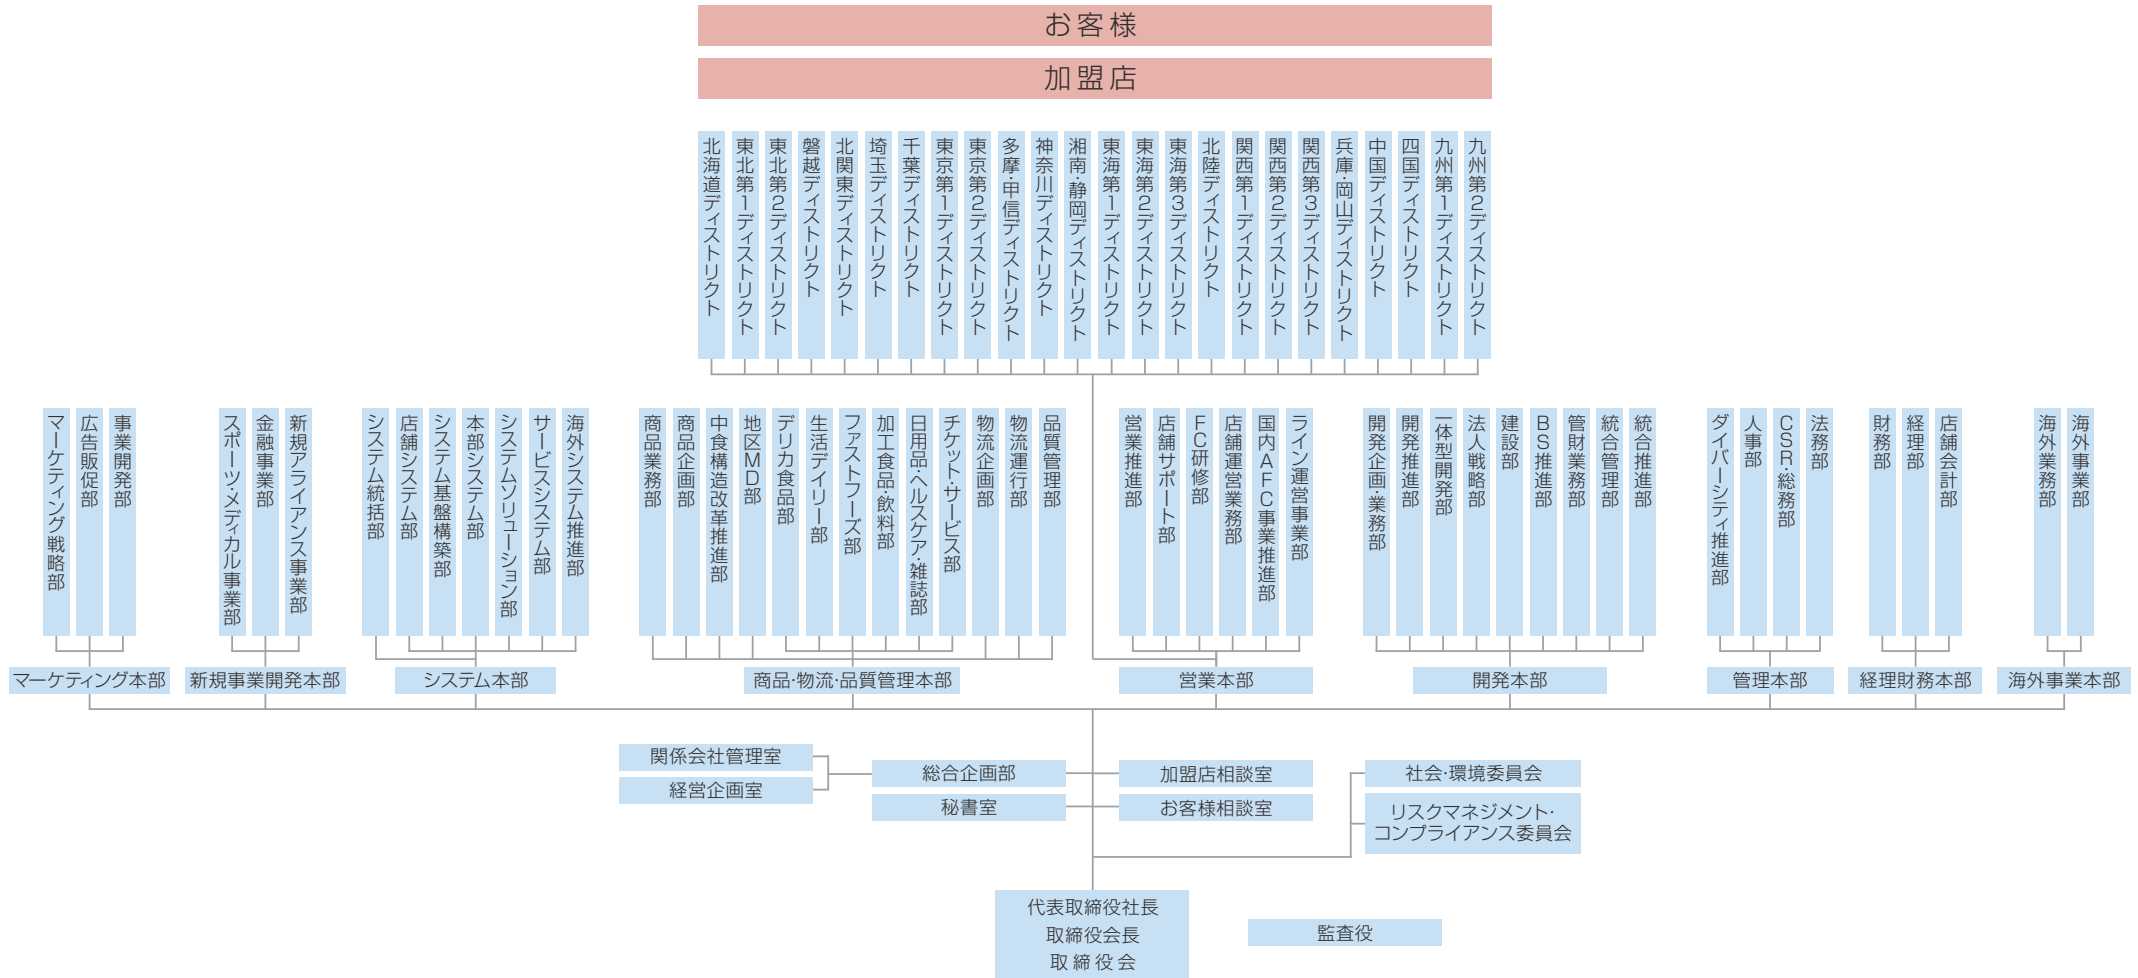 お客様
加盟店
北海道ディストリクト
東北第1ディストリクト
東北第2ディストリクト
磐越ディストリクト
北関東ディストリクト
埼玉ディストリクト
千葉ディストリクト
東京第1ディストリクト
東京第2ディストリクト
多摩・甲信ディストリクト
神奈川ディストリクト
湘南・静岡ディストリクト
東海第1ディストリクト
東海第2ディストリクト
東海第3ディストリクト
北陸ディストリクト
関西第1ディストリクト
関西第2ディストリクト
関西第3ディストリクト
兵庫・岡山ディストリクト
中国ディストリクト
四国ディストリクト
九州第1ディストリクト
九州第2ディストリクト
マーケティング戦略部
広告販促部
事業開発部
スポーツ・メディカル事業部
金融事業部
新規アライアンス事業部
システム統括部
店舗システム部
システム基盤構築部
本部システム部
システムソリューション部
サービスシステム部
海外システム推進部
商品業務部
商品企画部
中食構造改革推進部
地区MD部
デリカ食品部
生活デイリー部
ファストフーズ部
加工食品・飲料部
日用品・ヘルスケア・雑誌部
チケット・サービス部
物流企画部
物流運行部
品質管理部
営業推進部
店舗サポート部
FC研修部
店舗運営業務部
国内AFC事業推進部
ライン運営事業部
開発企画・業務部
開発推進部
一体型開発部
法人戦略部
建設部
BS推進部
管財業務部
統合管理部
統合推進部
ダイバーシティ推進部
人事部
CSR・総務部
法務部
財務部
経理部
店舗会計部
海外業務部
海外事業部
マーケティング本部
新規事業開発本部
システム本部
商品・物流・品質管理本部
営業本部
開発本部
管理本部
経理財務本部
海外事業本部
関係会社管理室
経営企画室
総合企画部
秘書室
加盟店相談室
お客様相談室
社会・環境委員会
リスクマネジメント・
コンプライアンス委員会
代表取締役社長
取締役会長
取締役会
監査役